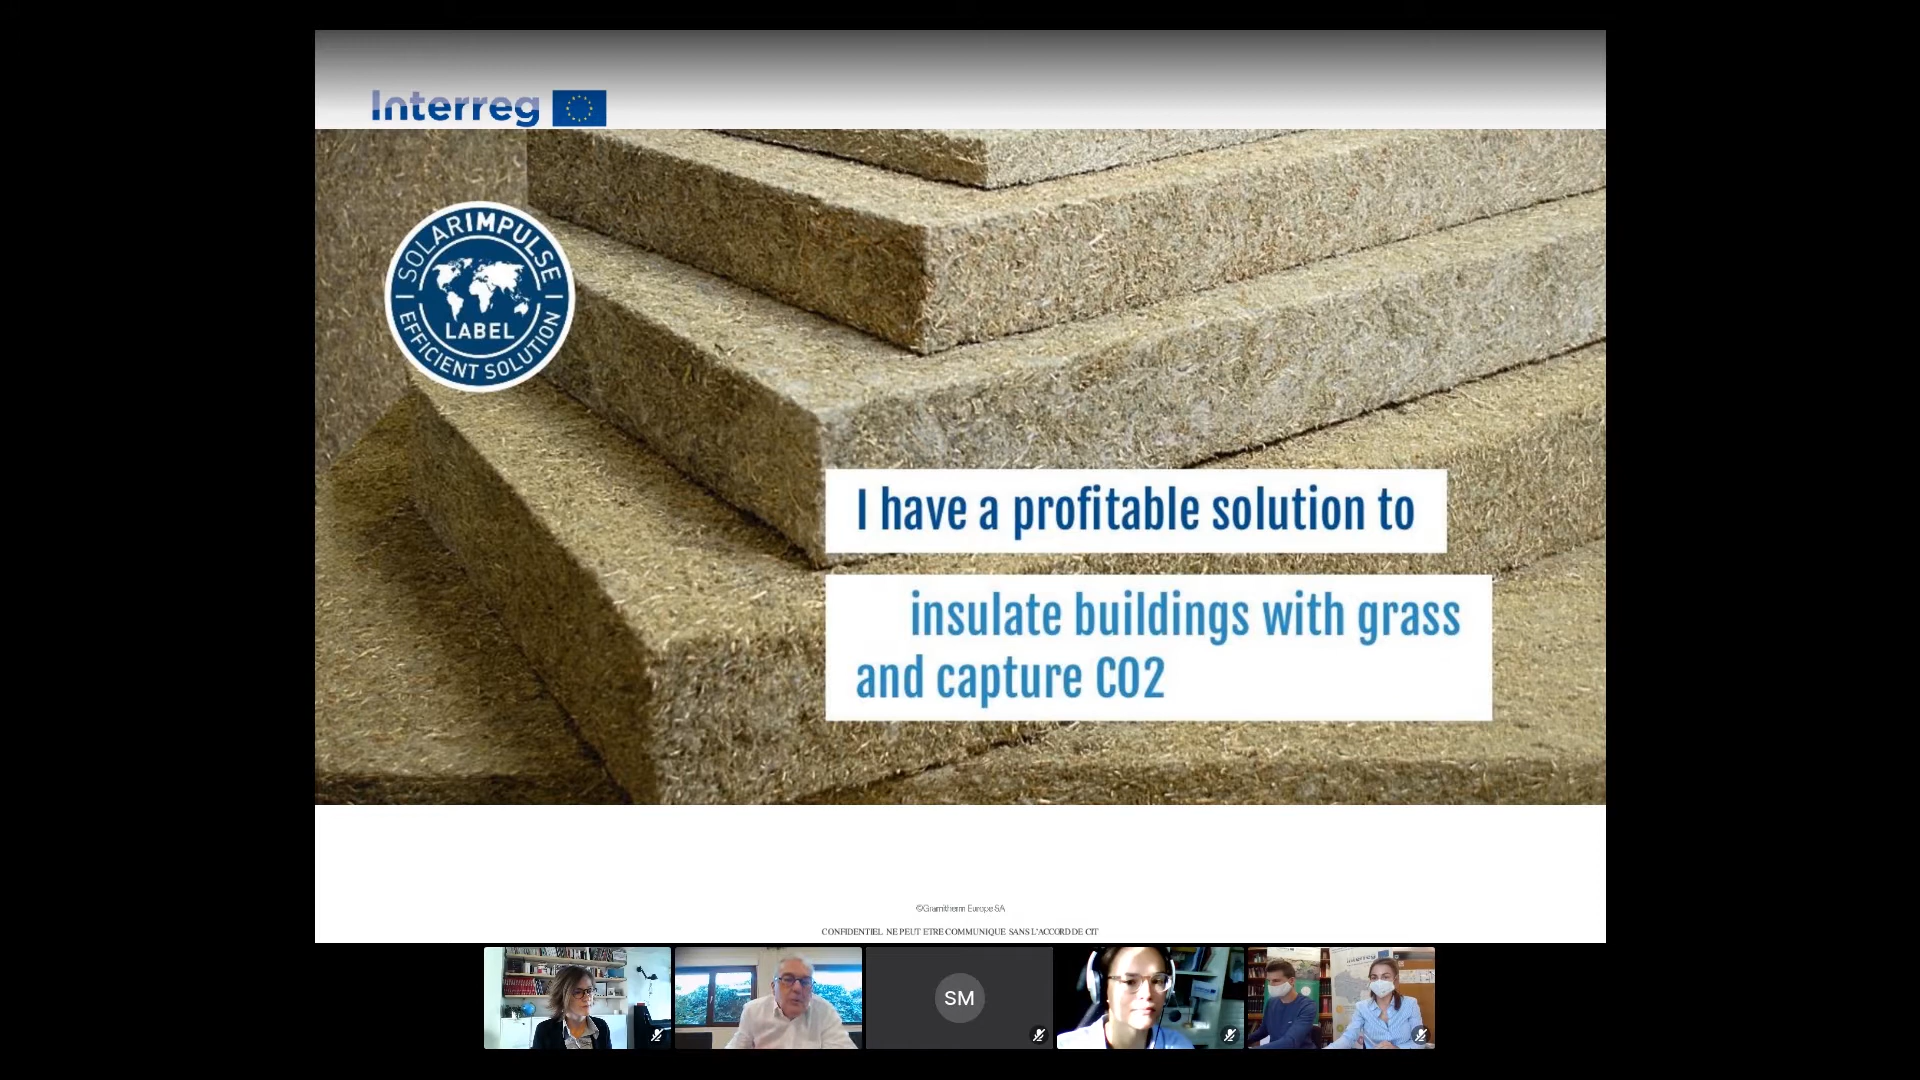 Interreg
SOLARIMPULSE
LABEL
EFFICIENT SOLUTION
I have a profitable solution to
insulate buildings with grass
and capture CO2
©Gramitherm Europe SA
CONFIDENTIEL NE PEUT ETRE COMMUNIQUE SANS L'ACCORD DE CIT
SM